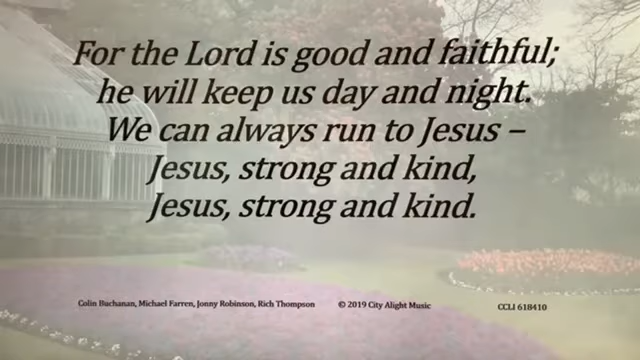 For the Lord is good and faithful;
he will keep us day and night.
We can always run to Jesus –
Jesus, strong and kind,
Jesus, strong and kind.
Colin Buchanan, Michael Farren, Jonny Robinson, Rich Thompson © 2019 City Alight Music CCLI 618410